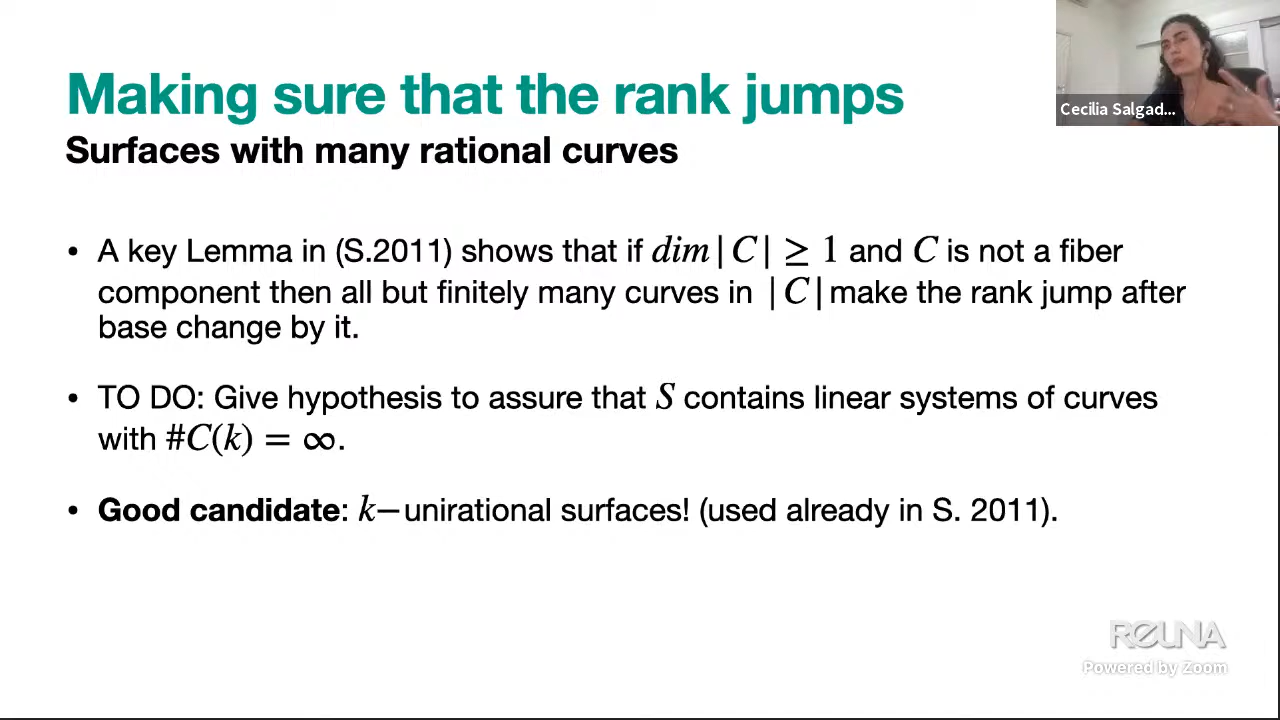 Making sure that the rank jumps
Surfaces with many rational curves
Cecilia Salgad...
• A key Lemma in (S.2011) shows that if dim|C| ≥ 1 and C is not a fiber
component then all but finitely many curves in |C| make the rank jump after
base change by it.
• TO DO: Give hypothesis to assure that S contains linear systems of curves
with #C(k) = ∞.
• Good candidate: k−unirational surfaces! (used already in S. 2011).
REUNA
Powered by Zoom